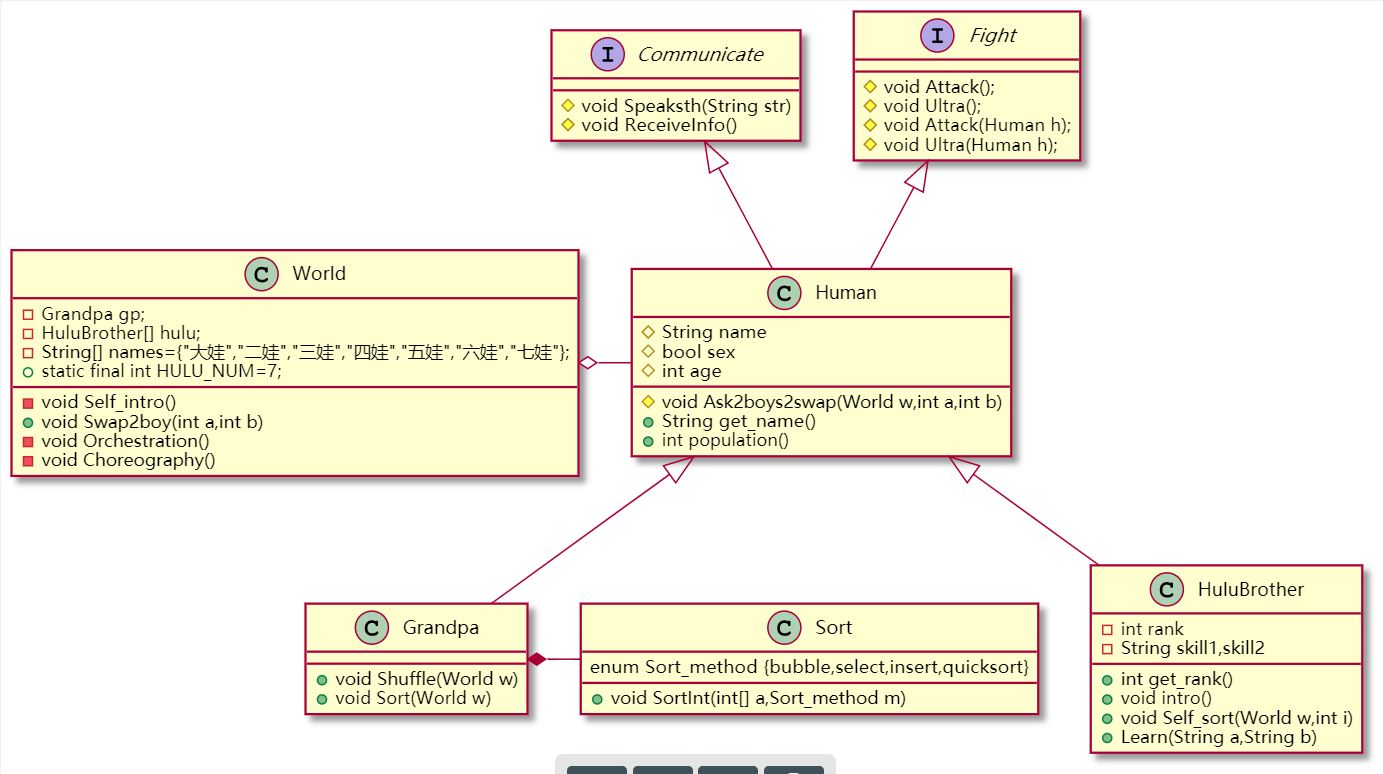 I Communicate
void Speaksth(String str)
void ReceiveInfo()
I Fight
void Attack();
void Ultra();
void Attack(Human h);
void Ultra(Human h);
C World
Grandpa gp;
HuluBrother[] hulu;
String[] names={"大娃","二娃","三娃","四娃","五娃","六娃","七娃"};
static final int HULU_NUM=7;
void Self_intro()
void Swap2boy(int a,int b)
void Orchestration()
void Choreography()
C Human
String name
bool sex
int age
void Ask2boys2swap(World w,int a,int b)
String get_name()
int population()
C Grandpa
void Shuffle(World w)
void Sort(World w)
C Sort
enum Sort_method {bubble,select,insert,quicksort}
void SortInt(int[] a,Sort_method m)
C HuluBrother
int rank
String skill1,skill2
int get_rank()
void intro()
void Self_sort(World w,int i)
Learn(String a,String b)